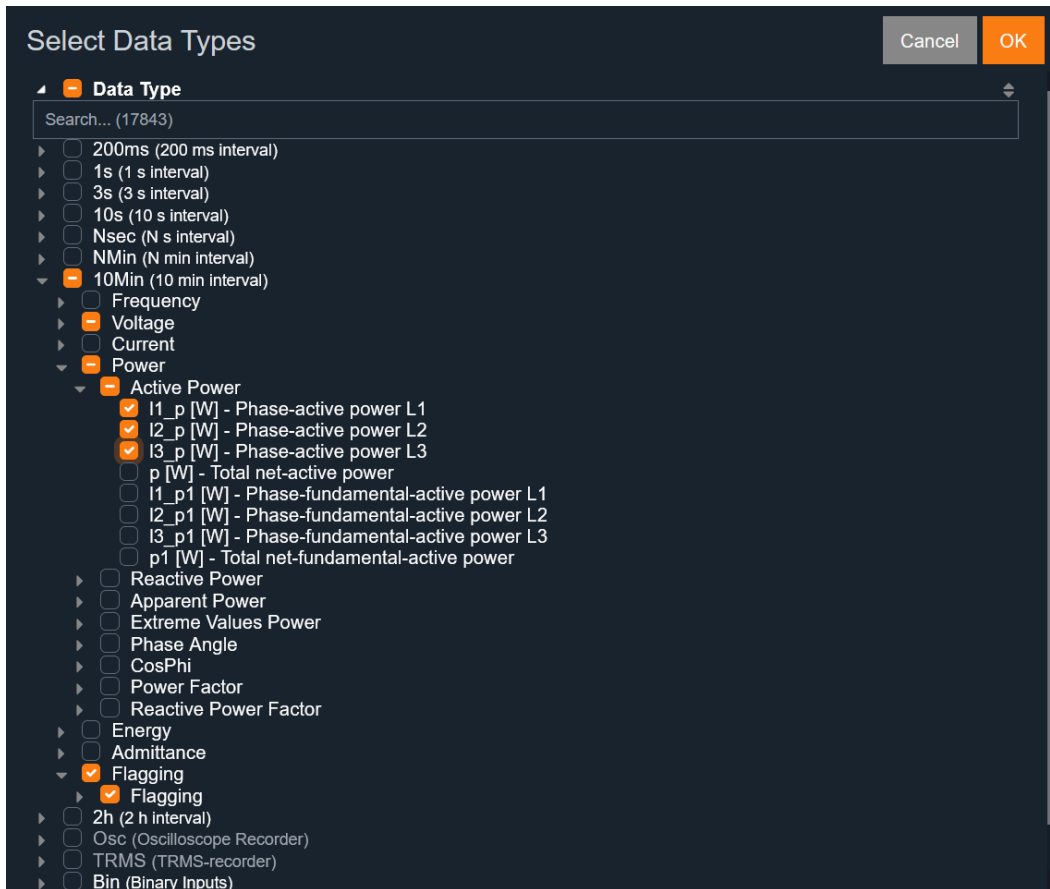 Select Data Types
Cancel
OK
Data Type
Search... (17843)
200ms (200 ms interval)
1s (1 s interval)
3s (3 s interval)
10s (10 s interval)
Nsec (N s interval)
NMin (N min interval)
10Min (10 min interval)
Frequency
Voltage
Current
Power
Active Power
l1_p [W] - Phase-active power L1
l2_p [W] - Phase-active power L2
l3_p [W] - Phase-active power L3
p [W] - Total net-active power
l1_p1 [W] - Phase-fundamental-active power L1
l2_p1 [W] - Phase-fundamental-active power L2
l3_p1 [W] - Phase-fundamental-active power L3
p1 [W] - Total net-fundamental-active power
Reactive Power
Apparent Power
Extreme Values Power
Phase Angle
CosPhi
Power Factor
Reactive Power Factor
Energy
Admittance
Flagging
Flagging
2h (2 h interval)
Osc (Oscilloscope Recorder)
TRMS (TRMS-recorder)
Bin (Binary Inputs)